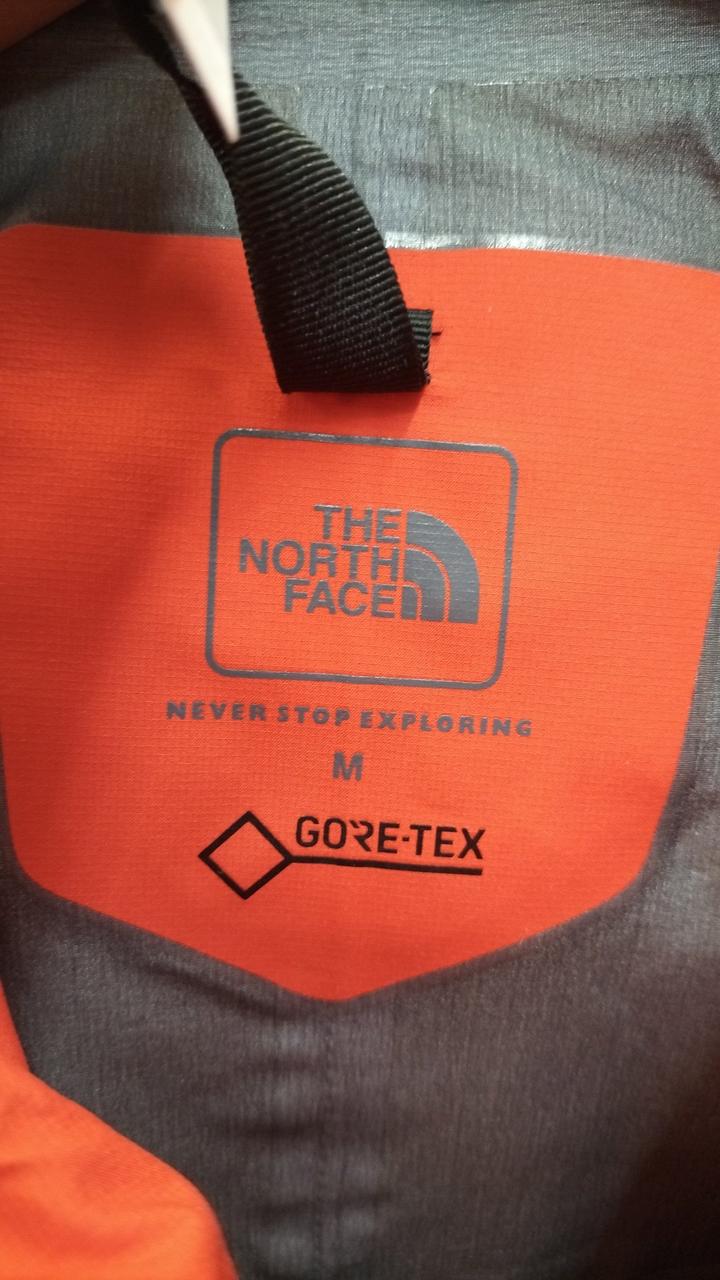 THE
NORTH
FACE
NEVER STOP EXPLORING
M
GORE-TEX